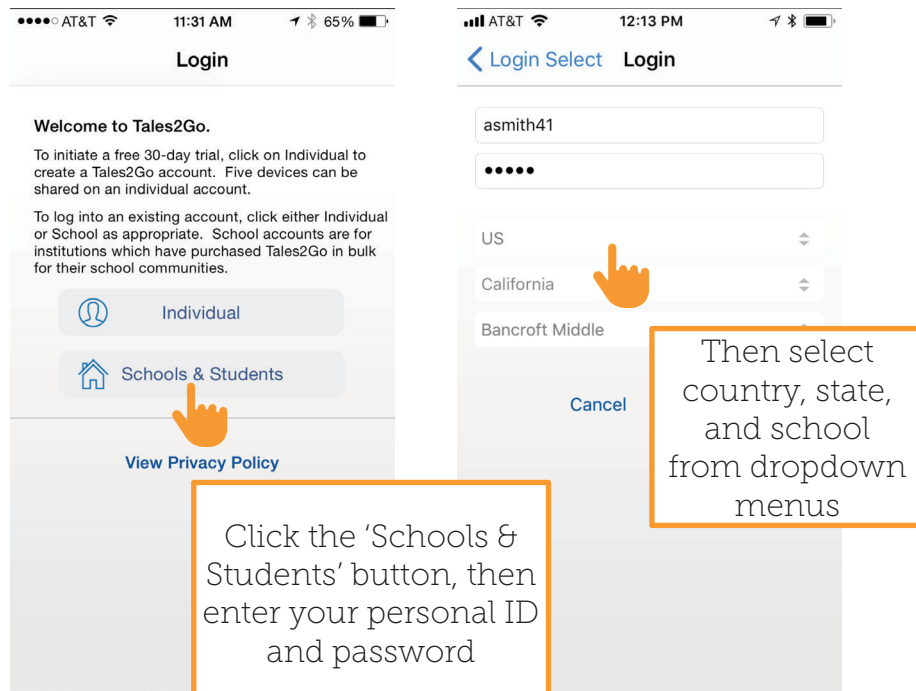 AT&T 11:31 AM 65%
Login
Welcome to Tales2Go.
To initiate a free 30-day trial, click on Individual to
create a Tales2Go account. Five devices can be
shared on an individual account.
To log into an existing account, click either Individual
or School as appropriate. School accounts are for
institutions which have purchased Tales2Go in bulk
for their school communities.
Individual
Schools & Students
View Privacy Policy
Click the ‘Schools &
Students’ button, then
enter your personal ID
and password
AT&T 12:13 PM
Login Select Login
asmith41
•••••
US
California
Bancroft Middle
Cancel
Then select
country, state,
and school
from dropdown
menus